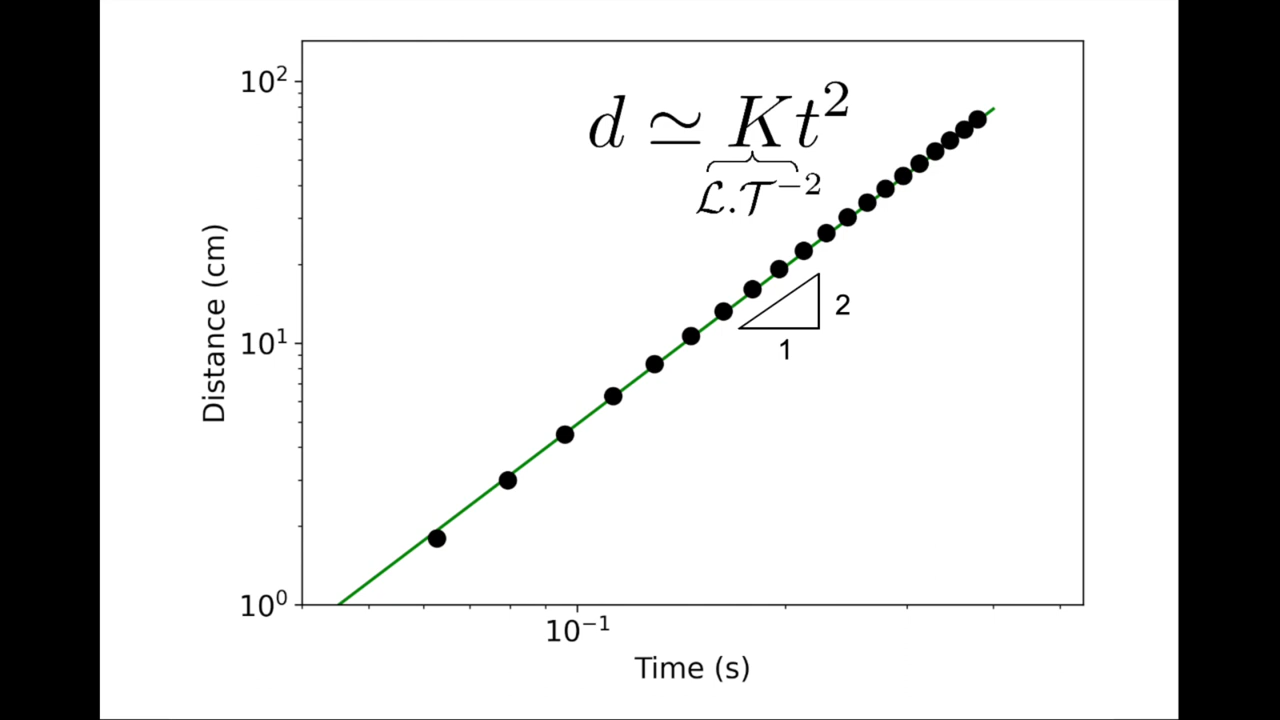 10²
d ≃ Kt²
ℒ.𝒯⁻²
Distance (cm)
2
10¹
1
10⁰
10⁻¹
Time (s)